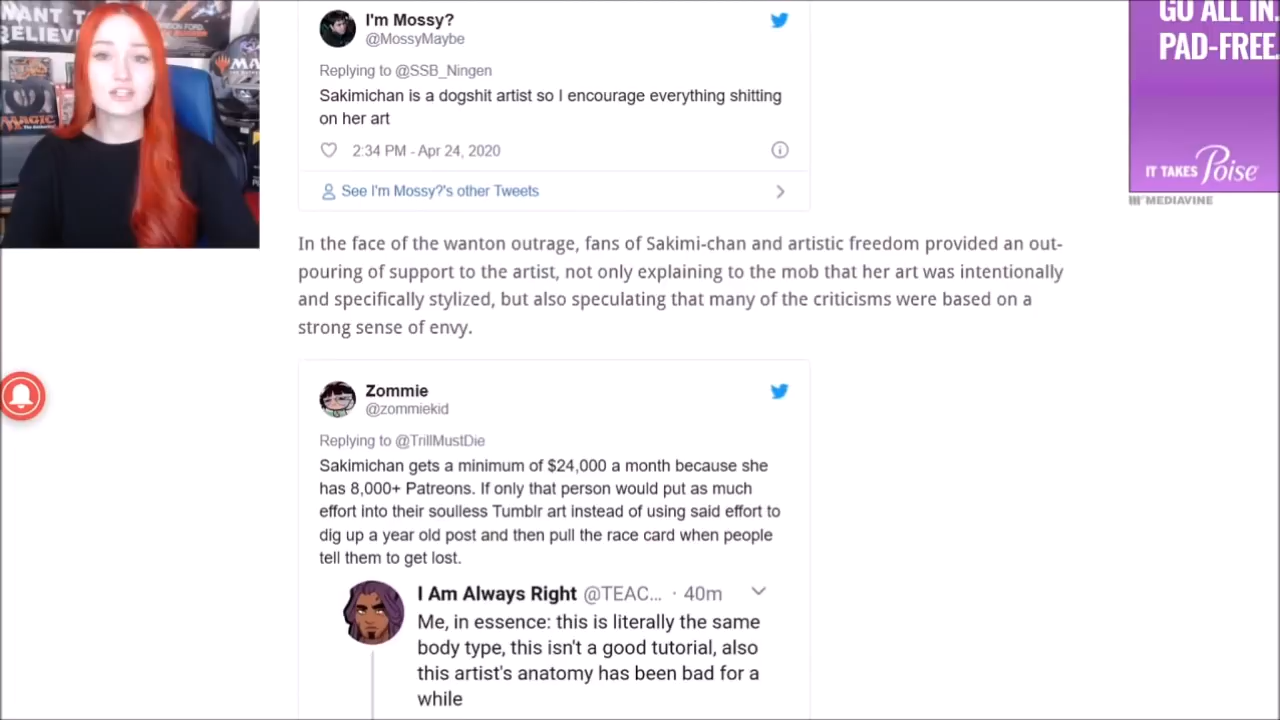 WANT TO
BELIEVE
MAGIC
MA
I'm Mossy?
@MossyMaybe
Replying to @SSB_Ningen
Sakimichan is a dogshit artist so I encourage everything shitting
on her art
2:34 PM - Apr 24, 2020
See I'm Mossy?'s other Tweets
GO ALL IN.
PAD-FREE.
IT TAKES Poise
MEDIAVINE
In the face of the wanton outrage, fans of Sakimi-chan and artistic freedom provided an out-
pouring of support to the artist, not only explaining to the mob that her art was intentionally
and specifically stylized, but also speculating that many of the criticisms were based on a
strong sense of envy.
Zommie
@zommiekid
Replying to @TrillMustDie
Sakimichan gets a minimum of $24,000 a month because she
has 8,000+ Patreons. If only that person would put as much
effort into their soulless Tumblr art instead of using said effort to
dig up a year old post and then pull the race card when people
tell them to get lost.
I Am Always Right @TEAC... · 40m
Me, in essence: this is literally the same
body type, this isn't a good tutorial, also
this artist's anatomy has been bad for a
while